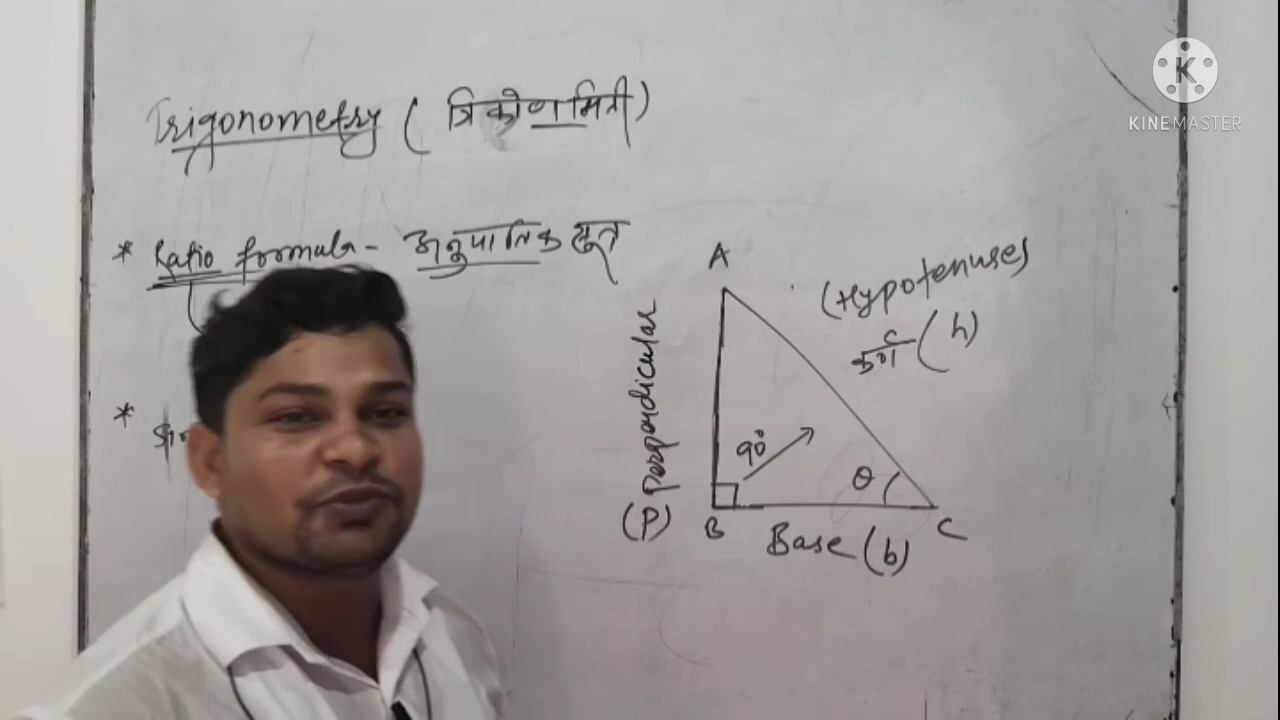 Trigonometry ( त्रिकोणमिती )
* Ratio formula - अनुपातिक सूत्र
*
A
(Hypotenuses
कर्ण (h)
perpendicular
(P)
90°
θ
B
Base (b)
C
K
KINEMASTER